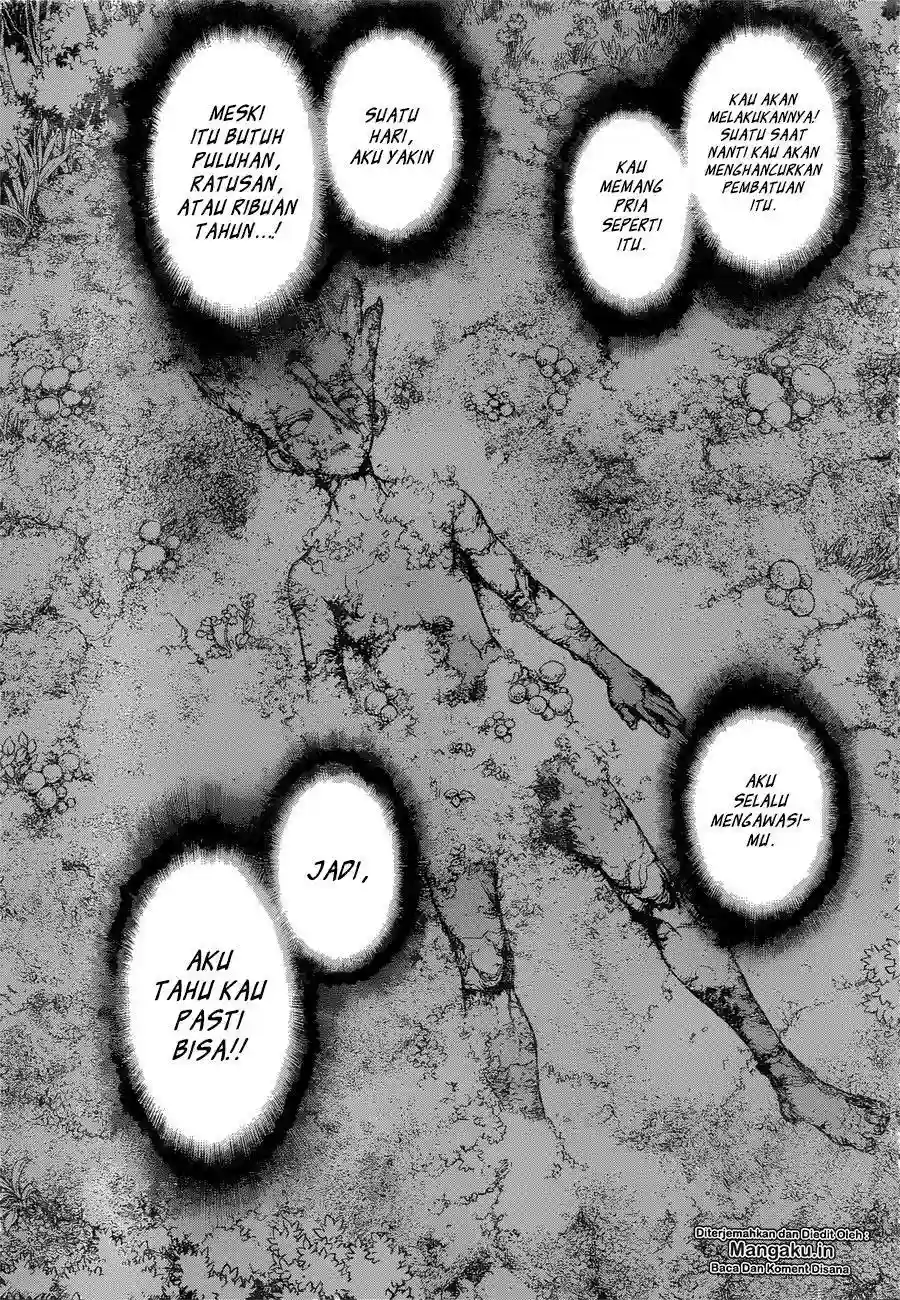 KAU AKAN
MELAKUKANNYA!
SUATU SAAT
NANTI KAU AKAN
MENGHANCURKAN
PEMBATUAN
ITU.
KAU
MEMANG
PRIA
SEPERTI
ITU.
SUATU
HARI,
AKU YAKIN
MESKI
ITU BUTUH
PULUHAN,
RATUSAN,
ATAU RIBUAN
TAHUN...!
AKU
SELALU
MENGAWASI-
MU.
JADI,
AKU
TAHU KAU
PASTI
BISA!!
Diterjemahkan dan Diedit Oleh :
Mangaku.in
Baca Dan Koment Disana